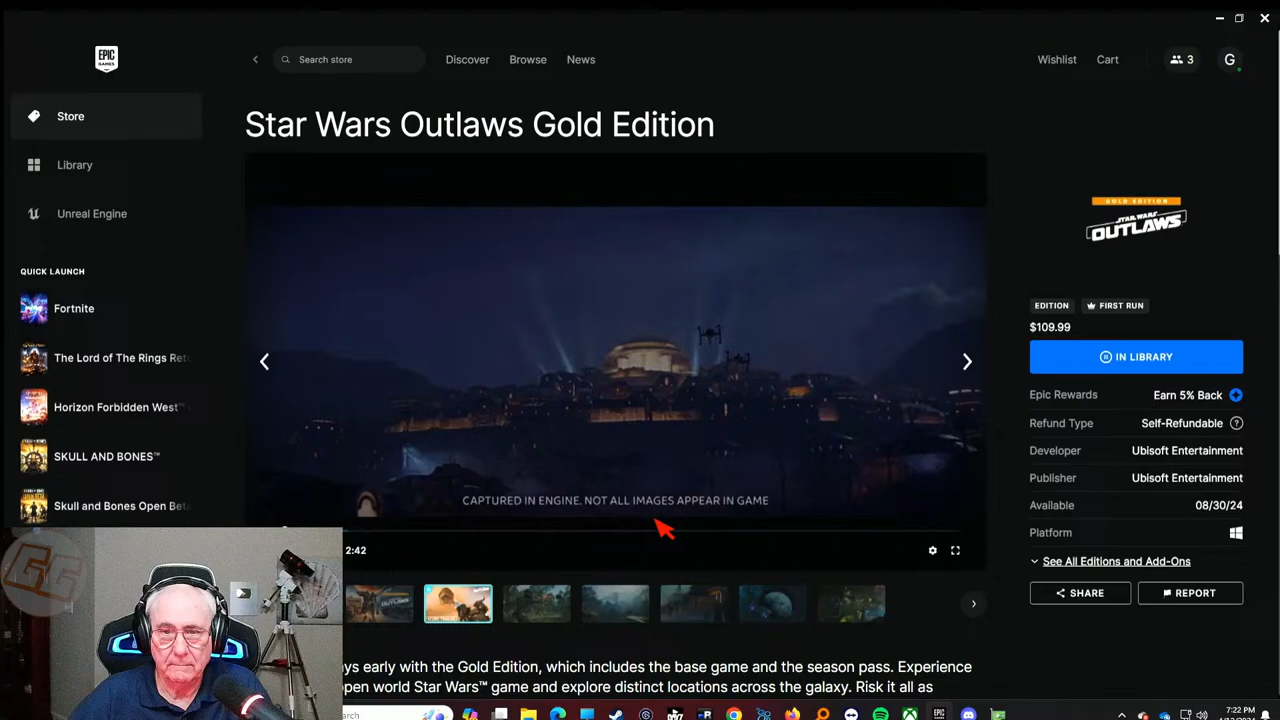 EPIC
GAMES
Search store
Discover
Browse
News
Wishlist
Cart
3
G
Store
Library
Unreal Engine
QUICK LAUNCH
Fortnite
The Lord of The Rings Ret
Horizon Forbidden West™
SKULL AND BONES™
Skull and Bones Open Bet
Star Wars Outlaws Gold Edition
CAPTURED IN ENGINE. NOT ALL IMAGES APPEAR IN GAME
2:42
GOLD EDITION
STAR WARS
OUTLAWS
EDITION
FIRST RUN
$109.99
IN LIBRARY
Epic Rewards
Earn 5% Back
Refund Type
Self-Refundable
Developer
Ubisoft Entertainment
Publisher
Ubisoft Entertainment
Available
08/30/24
Platform
See All Editions and Add-Ons
SHARE
REPORT
ys early with the Gold Edition, which includes the base game and the season pass. Experience
open world Star Wars™ game and explore distinct locations across the galaxy. Risk it all as
GG
earch
7:22 PM